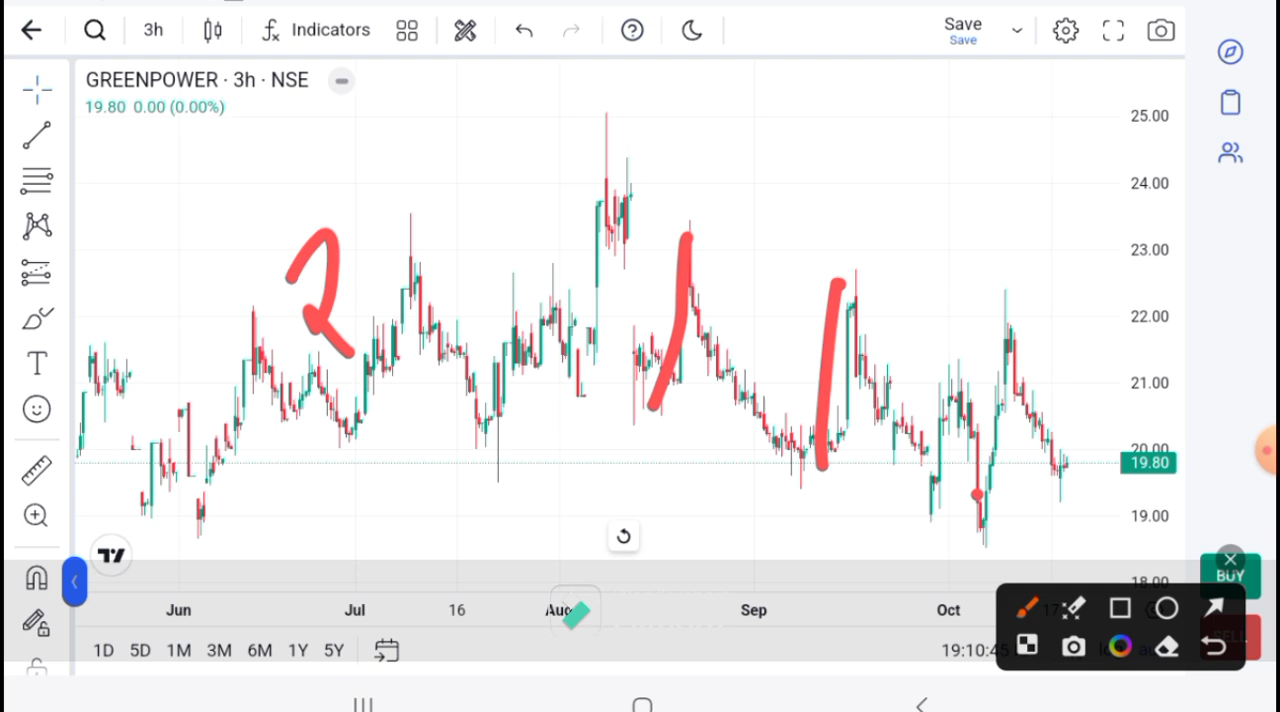 3h Indicators Save
Save
GREENPOWER · 3h · NSE
19.80 0.00 (0.00%)
25.00
24.00
23.00
22.00
21.00
20.00
19.80
19.00
18.00
2
BUY
Jun Jul 16 Aug Sep Oct 17
1D 5D 1M 3M 6M 1Y 5Y 19:10:45